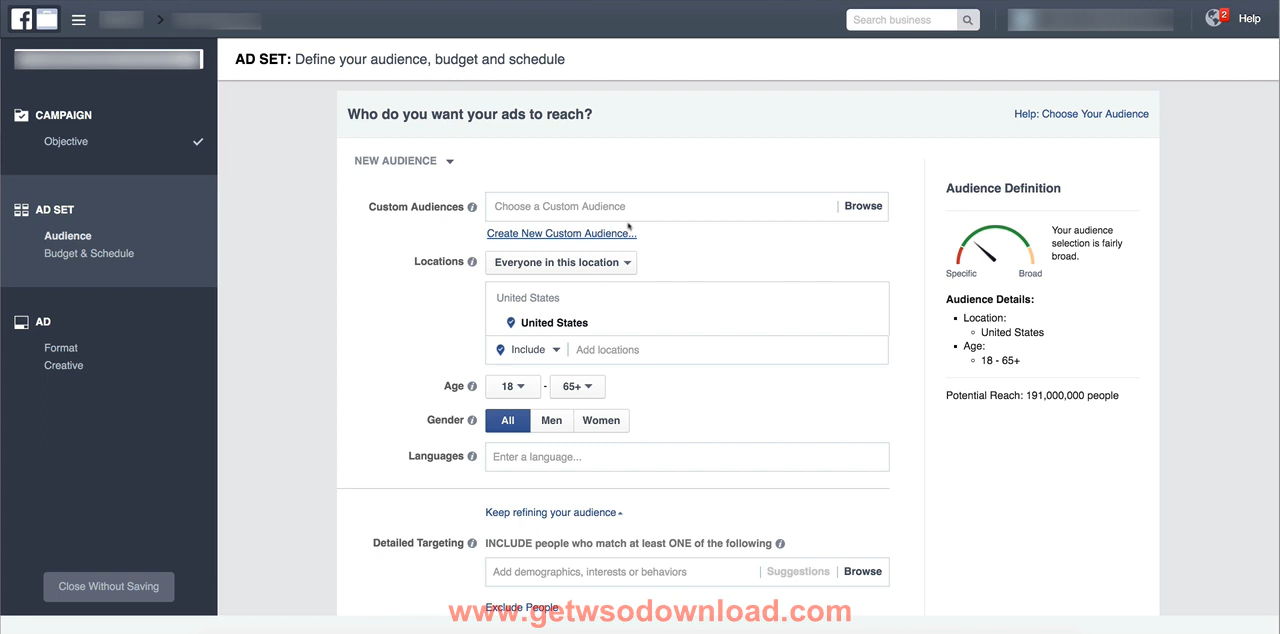 Search business
2
Help
AD SET: Define your audience, budget and schedule
CAMPAIGN
Objective
AD SET
Audience
Budget & Schedule
AD
Format
Creative
Close Without Saving
Who do you want your ads to reach?
Help: Choose Your Audience
NEW AUDIENCE
Custom Audiences
Choose a Custom Audience
Browse
Create New Custom Audience...
Locations
Everyone in this location
United States
United States
Include
Add locations
Age
18 - 65+
Gender
All Men Women
Languages
Enter a language...
Keep refining your audience
Detailed Targeting
INCLUDE people who match at least ONE of the following
Add demographics, interests or behaviors
Suggestions
Browse
Exclude People
Audience Definition
Your audience
selection is fairly
broad.
Specific Broad
Audience Details:
Location:
United States
Age:
18 - 65+
Potential Reach: 191,000,000 people
www.getwsodownload.com